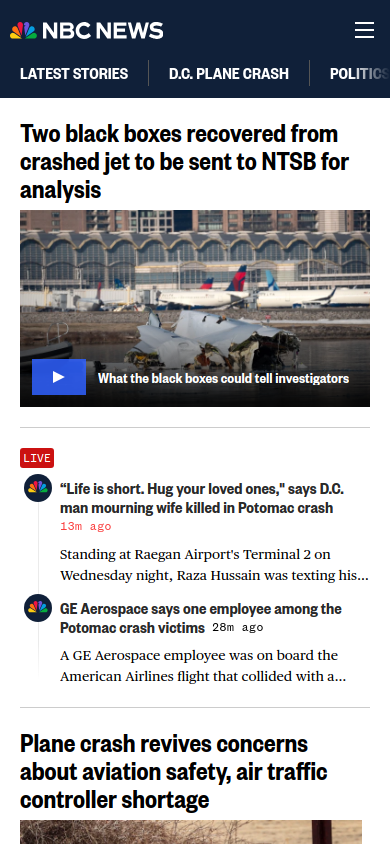 NBC NEWS
LATEST STORIES
D.C. PLANE CRASH
POLITICS
Two black boxes recovered from
crashed jet to be sent to NTSB for
analysis
What the black boxes could tell investigators
LIVE
“Life is short. Hug your loved ones," says D.C.
man mourning wife killed in Potomac crash
13m ago
Standing at Raegan Airport's Terminal 2 on
Wednesday night, Raza Hussain was texting his...
GE Aerospace says one employee among the
Potomac crash victims 28m ago
A GE Aerospace employee was on board the
American Airlines flight that collided with a...
Plane crash revives concerns
about aviation safety, air traffic
controller shortage